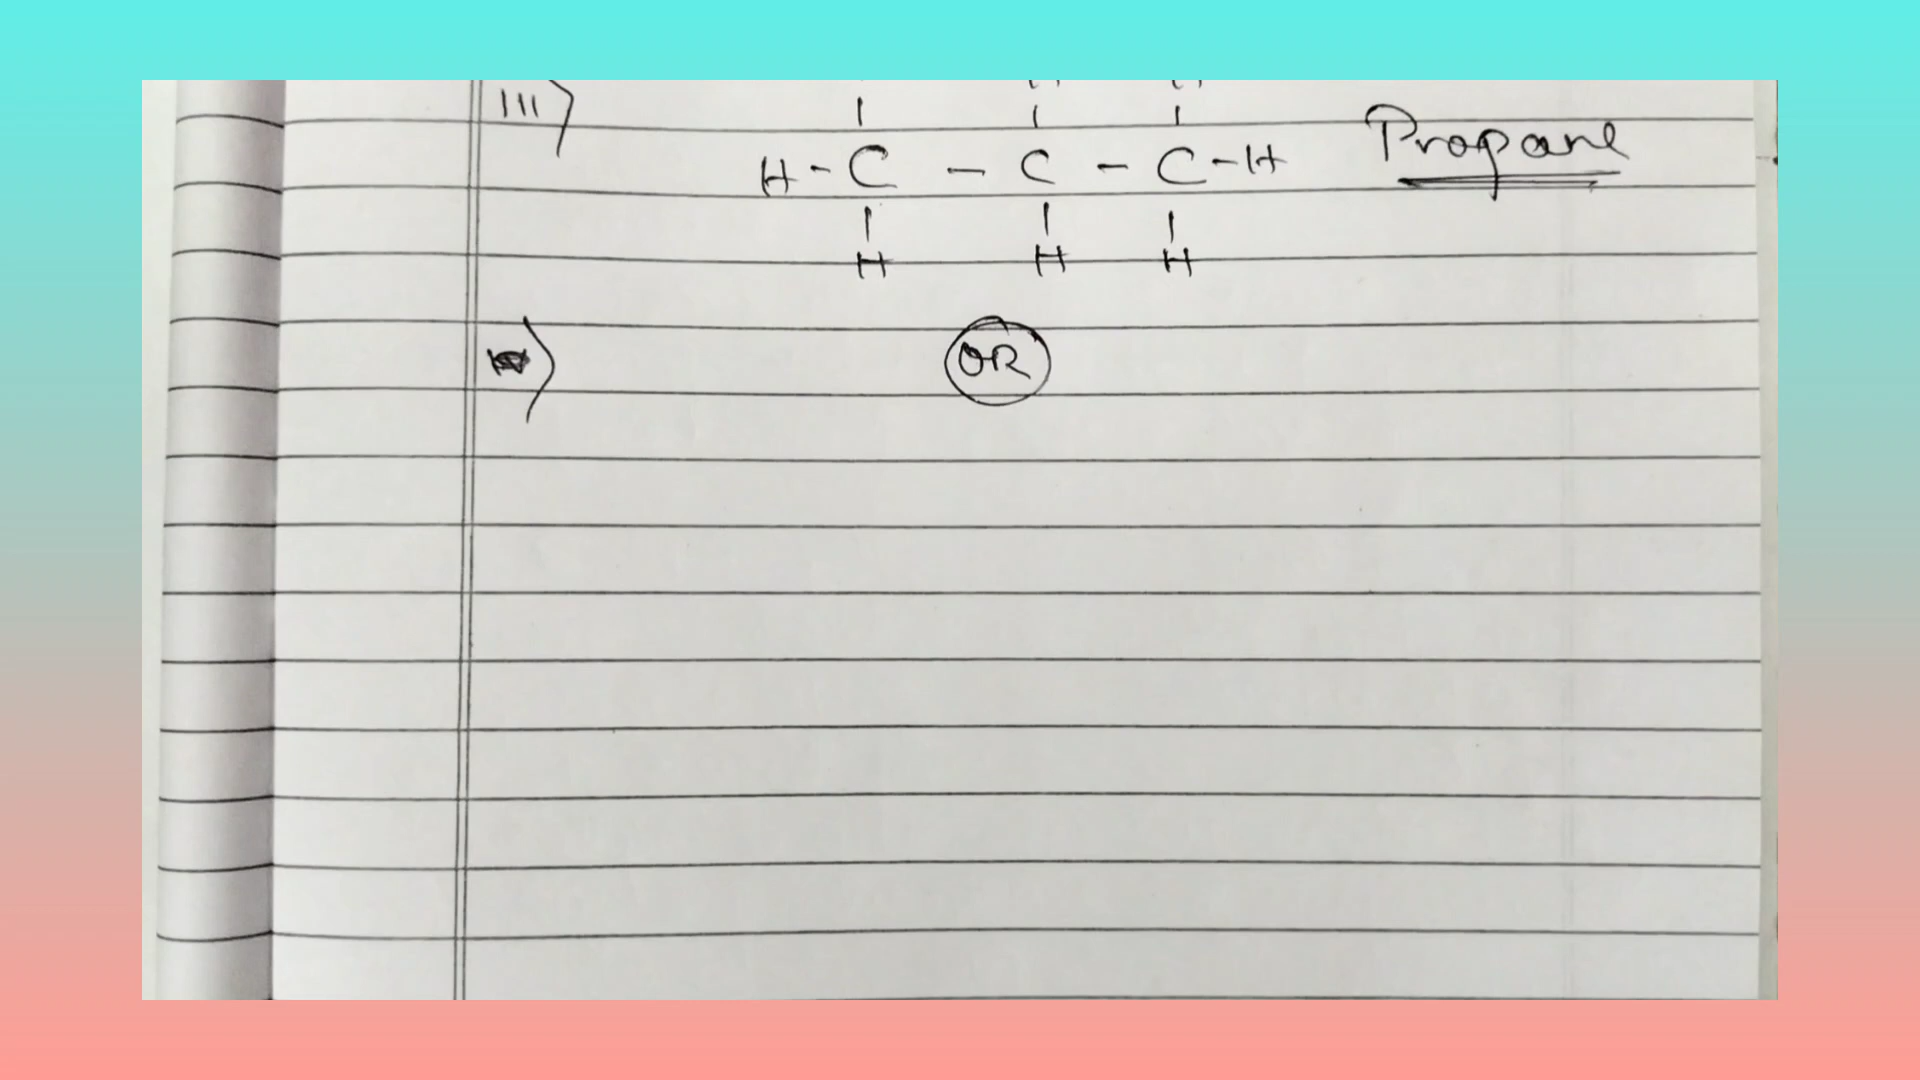 III)
H - C - C - C - H Propane
H H H
OR